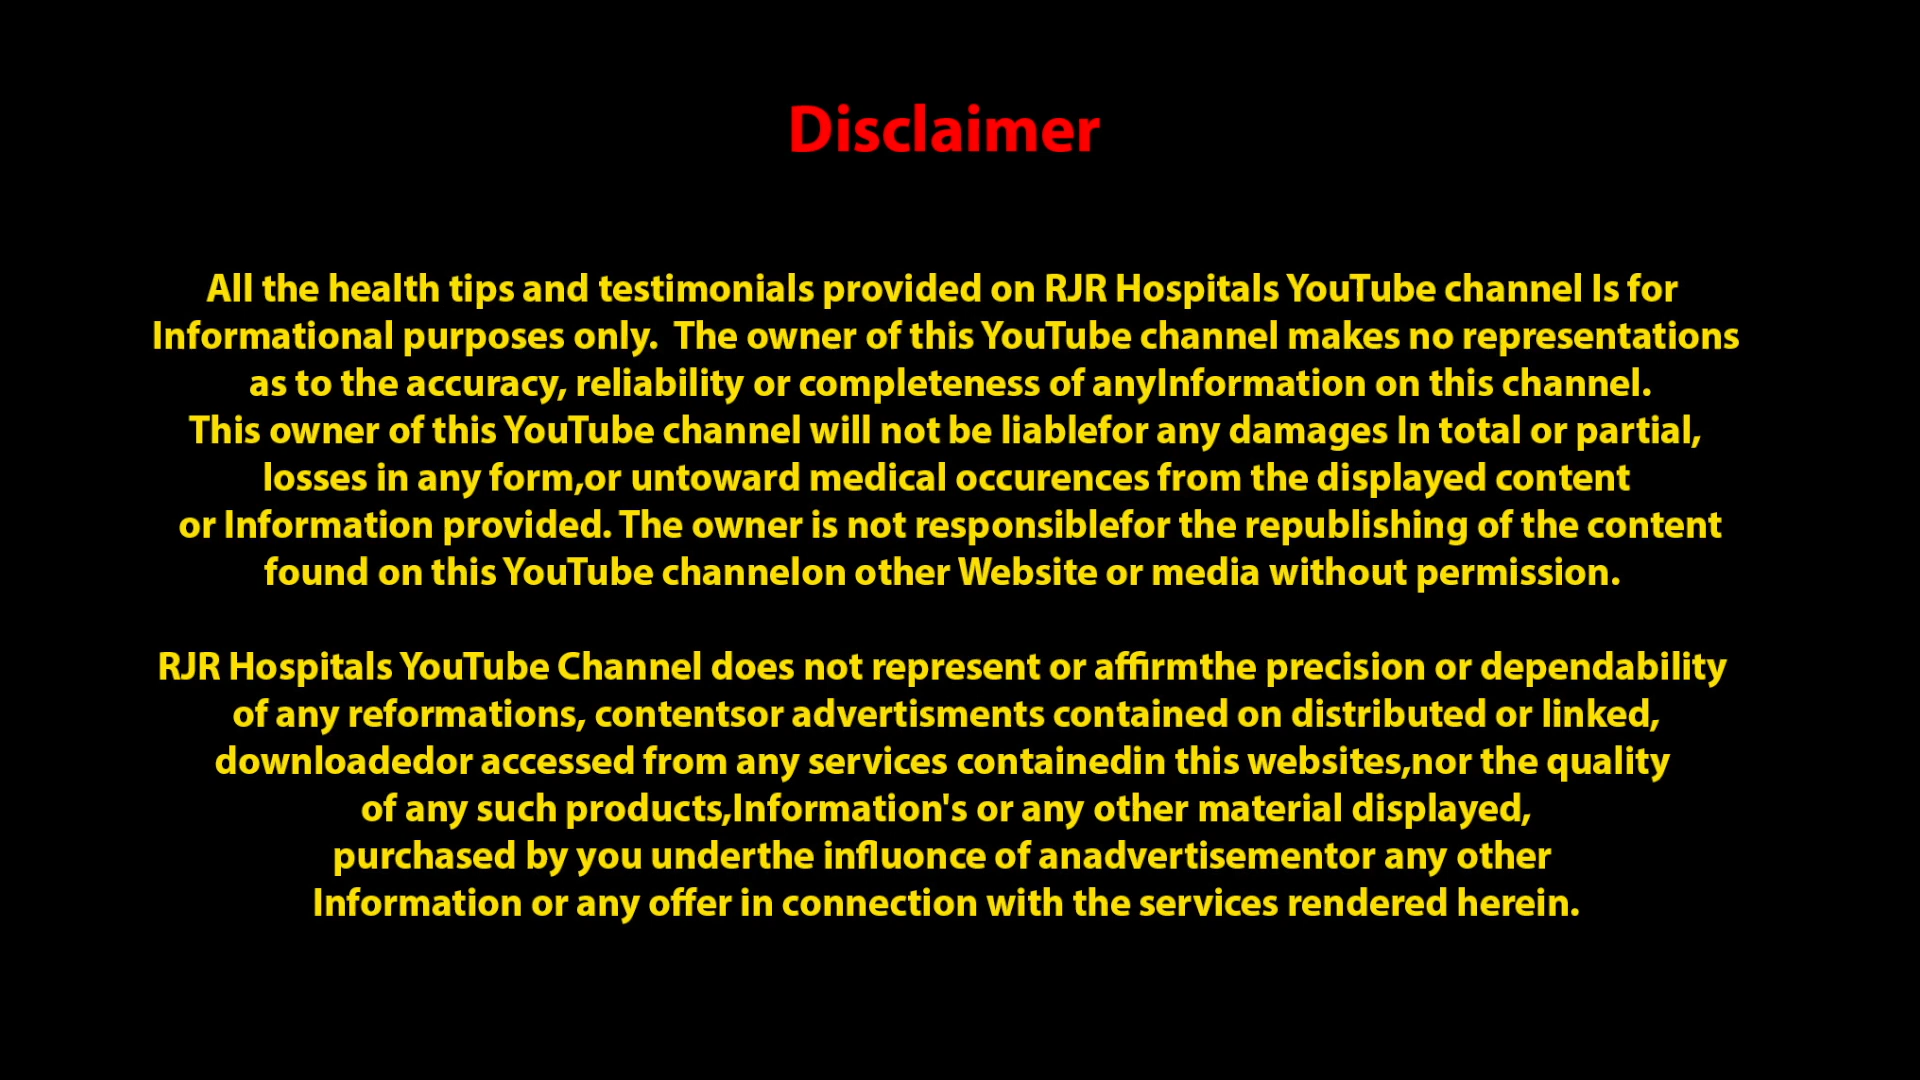 Disclaimer
All the health tips and testimonials provided on RJR Hospitals YouTube channel Is for
Informational purposes only.  The owner of this YouTube channel makes no representations
as to the accuracy, reliability or completeness of anyInformation on this channel.
This owner of this YouTube channel will not be liablefor any damages In total or partial,
losses in any form,or untoward medical occurences from the displayed content
or Information provided. The owner is not responsiblefor the republishing of the content
found on this YouTube channelon other Website or media without permission.
RJR Hospitals YouTube Channel does not represent or affirmthe precision or dependability
of any reformations, contentsor advertisments contained on distributed or linked,
downloadedor accessed from any services containedin this websites,nor the quality
of any such products,Information's or any other material displayed,
purchased by you underthe influonce of anadvertisementor any other
Information or any offer in connection with the services rendered herein.